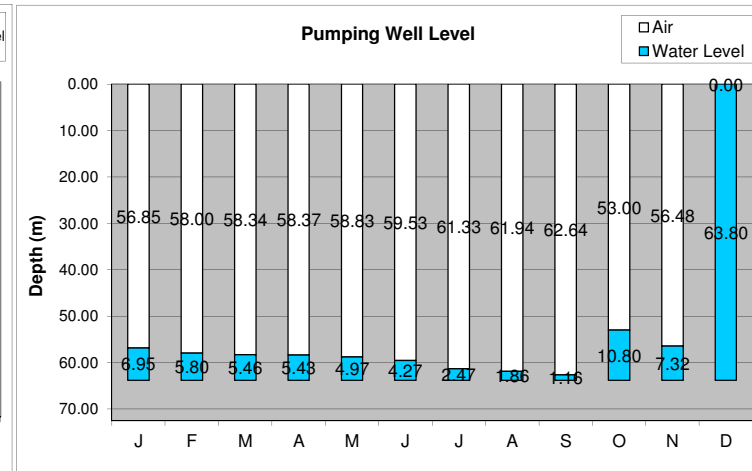 el
Pumping Well Level
Air
Water Level
Depth (m)
0.00
10.00
20.00
30.00
40.00
50.00
60.00
70.00
56.85 58.00 58.34 58.37 58.83 59.53 61.33 61.94 62.64 53.00 56.48 0.00
6.95 5.80 5.46 5.43 4.97 4.27 2.47 1.86 1.16 10.80 7.32 63.80
J F M A M J J A S O N D